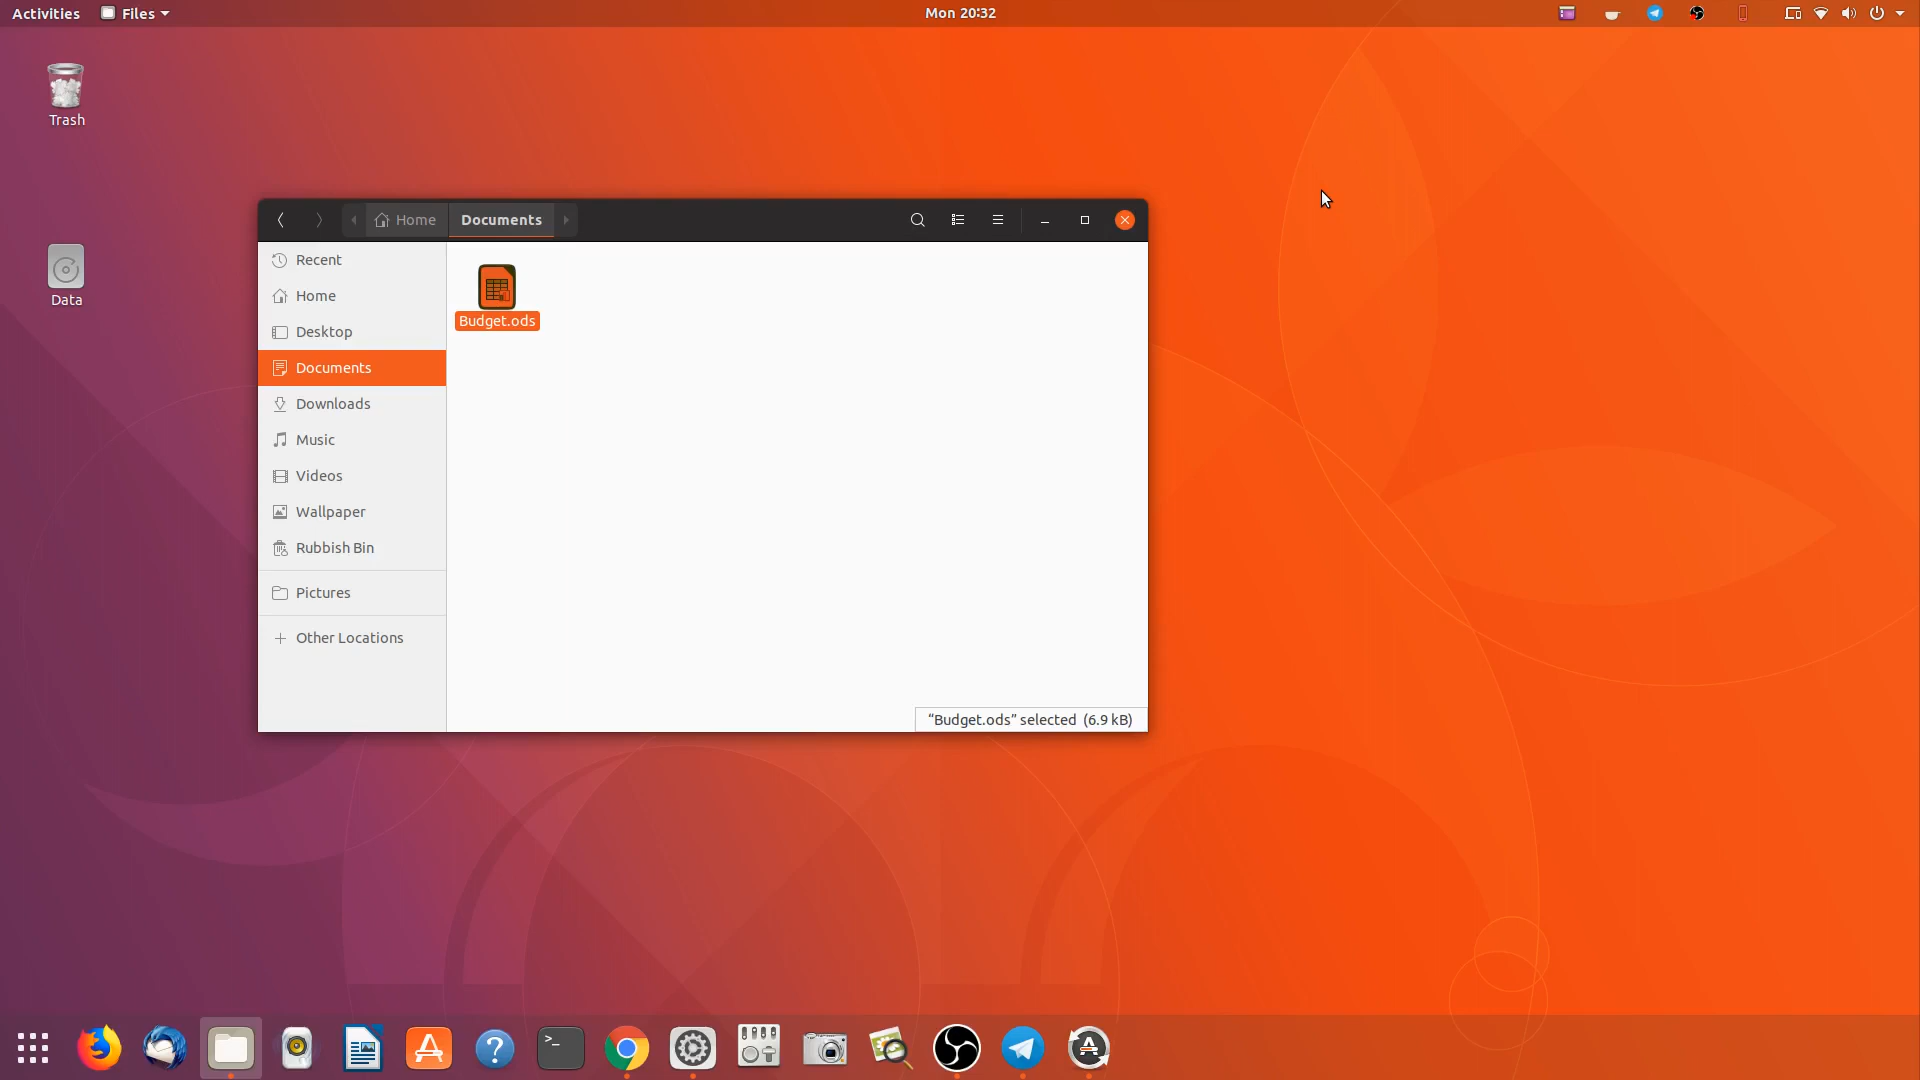 Activities
Files
Mon 20:32
Trash
Data
Home
Documents
Recent
Home
Desktop
Documents
Downloads
Music
Videos
Wallpaper
Rubbish Bin
Pictures
Other Locations
Budget.ods
“Budget.ods” selected (6.9 kB)